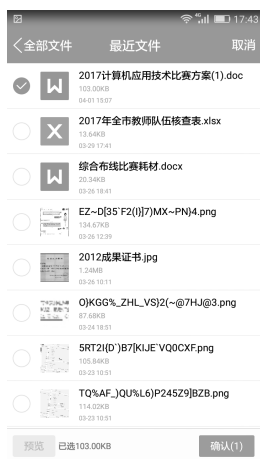 17:43
全部文件 最近文件 取消
2017计算机应用技术比赛方案(1).doc
103.00KB
04-01 15:07
2017年全市教师队伍核查表.xlsx
13.64KB
03-29 17:41
综合布线比赛耗材.docx
20.34KB
03-26 18:41
EZ~D[35`F2(I}]7)MX~PN}4.png
134.67KB
03-26 12:39
2012成果证书.jpg
1.24MB
03-26 10:11
O}KGG%_ZHL_VS}2(~@7HJ@3.png
87.68KB
03-24 18:51
5RT2I{D`)B7[KIJE`VQ0CXF.png
105.84KB
03-23 10:51
TQ%AF_)QU%L6)P245Z9]BZB.png
114.02KB
03-23 10:51
预览 已选103.00KB 确认(1)